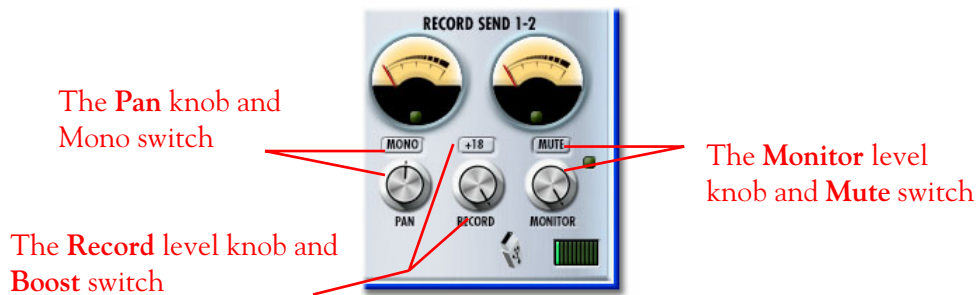 RECORD SEND 1-2
The Pan knob and
Mono switch
MONO
+18
MUTE
The Monitor level
knob and Mute switch
PAN
RECORD
MONITOR
The Record level knob and
Boost switch